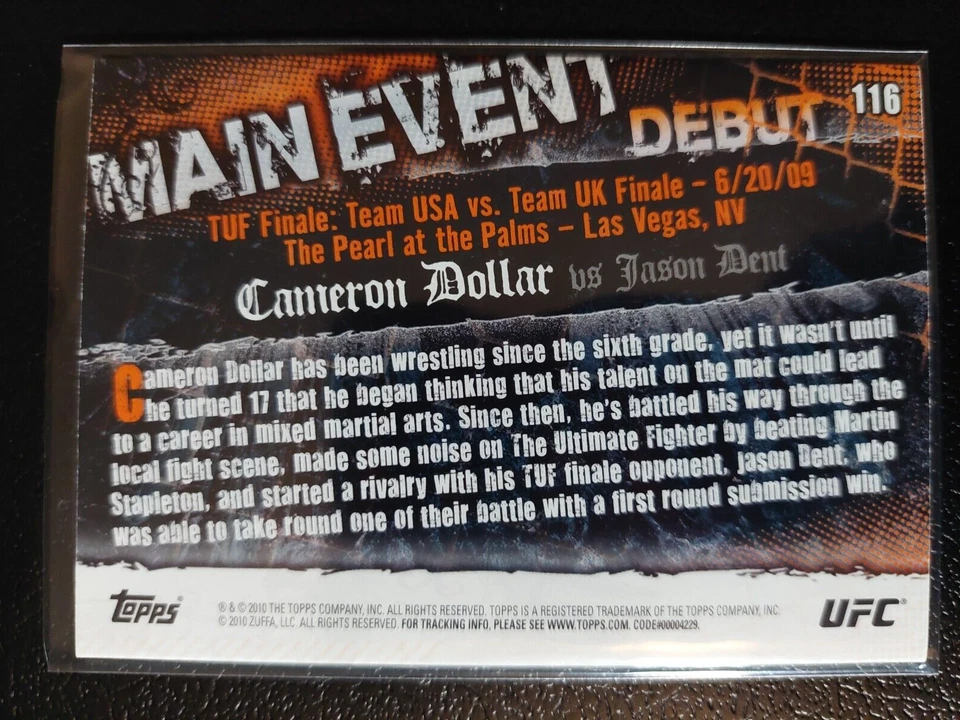 116
MAIN EVENT
DEBUT
TUF Finale: Team USA vs. Team UK Finale – 6/20/09
The Pearl at the Palms – Las Vegas, NV
Cameron Dollar vs Jason Dent
Cameron Dollar has been wrestling since the sixth grade, yet it wasn't until
he turned 17 that he began thinking that his talent on the mat could lead
to a career in mixed martial arts. Since then, he's battled his way through the
local fight scene, made some noise on The Ultimate Fighter by beating Martin
Stapleton, and started a rivalry with his TUF finale opponent, Jason Dent, who
was able to take round one of their battle with a first round submission win.
Topps® ® & © 2010 THE TOPPS COMPANY, INC. ALL RIGHTS RESERVED. TOPPS IS A REGISTERED TRADEMARK OF THE TOPPS COMPANY, INC. UFC®
© 2010 ZUFFA, LLC. ALL RIGHTS RESERVED. FOR TRACKING INFO, PLEASE SEE WWW.TOPPS.COM. CODE#00004229.